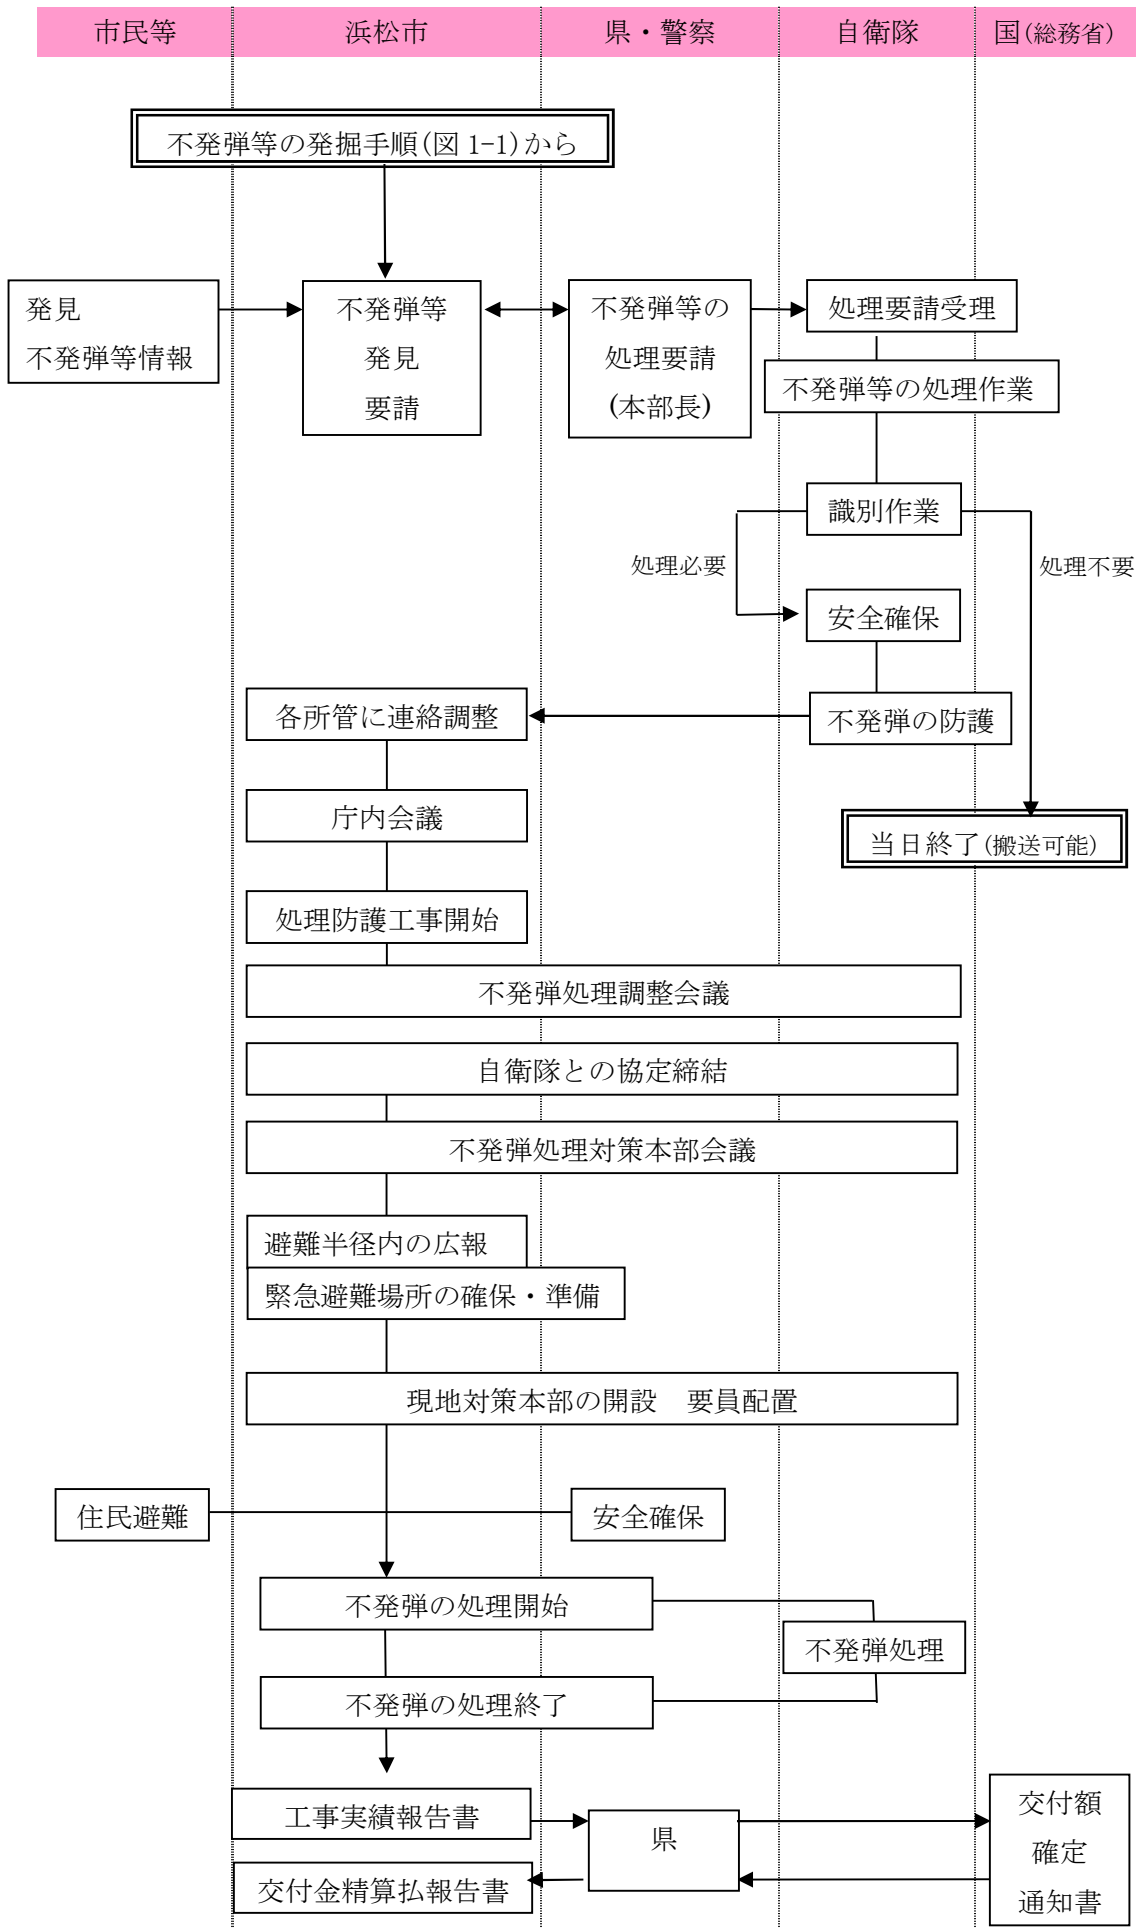 市民等
浜松市
県・警察
自衛隊
国(総務省)
不発弾等の発掘手順(図 1-1)から
発見
不発弾等情報
不発弾等
発見
要請
不発弾等の
処理要請
(本部長)
処理要請受理
不発弾等の処理作業
識別作業
処理必要
処理不要
安全確保
各所管に連絡調整
不発弾の防護
庁内会議
当日終了(搬送可能)
処理防護工事開始
不発弾処理調整会議
自衛隊との協定締結
不発弾処理対策本部会議
避難半径内の広報
緊急避難場所の確保・準備
現地対策本部の開設　要員配置
住民避難
安全確保
不発弾の処理開始
不発弾処理
不発弾の処理終了
工事実績報告書
県
交付額
確定
通知書
交付金精算払報告書